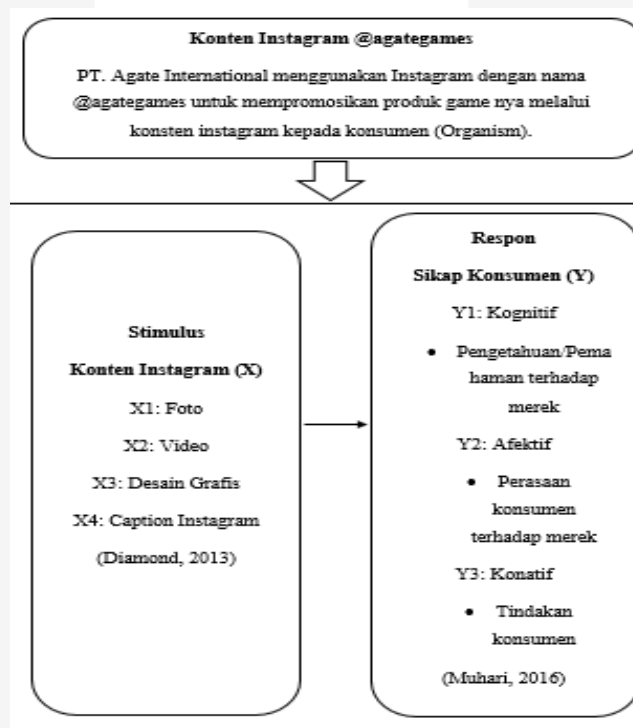 Konten Instagram @agategames
PT. Agate International menggunakan Instagram dengan nama
@agategames untuk mempromosikan produk game nya melalui
konsten instagram kepada konsumen (Organism).
Stimulus
Konten Instagram (X)
X1: Foto
X2: Video
X3: Desain Grafis
X4: Caption Instagram
(Diamond, 2013)
Respon
Sikap Konsumen (Y)
Y1: Kognitif
• Pengetahuan/Pema
haman terhadap
merek
Y2: Afektif
• Perasaan
konsumen
terhadap merek
Y3: Konatif
• Tindakan
konsumen
(Muhari, 2016)